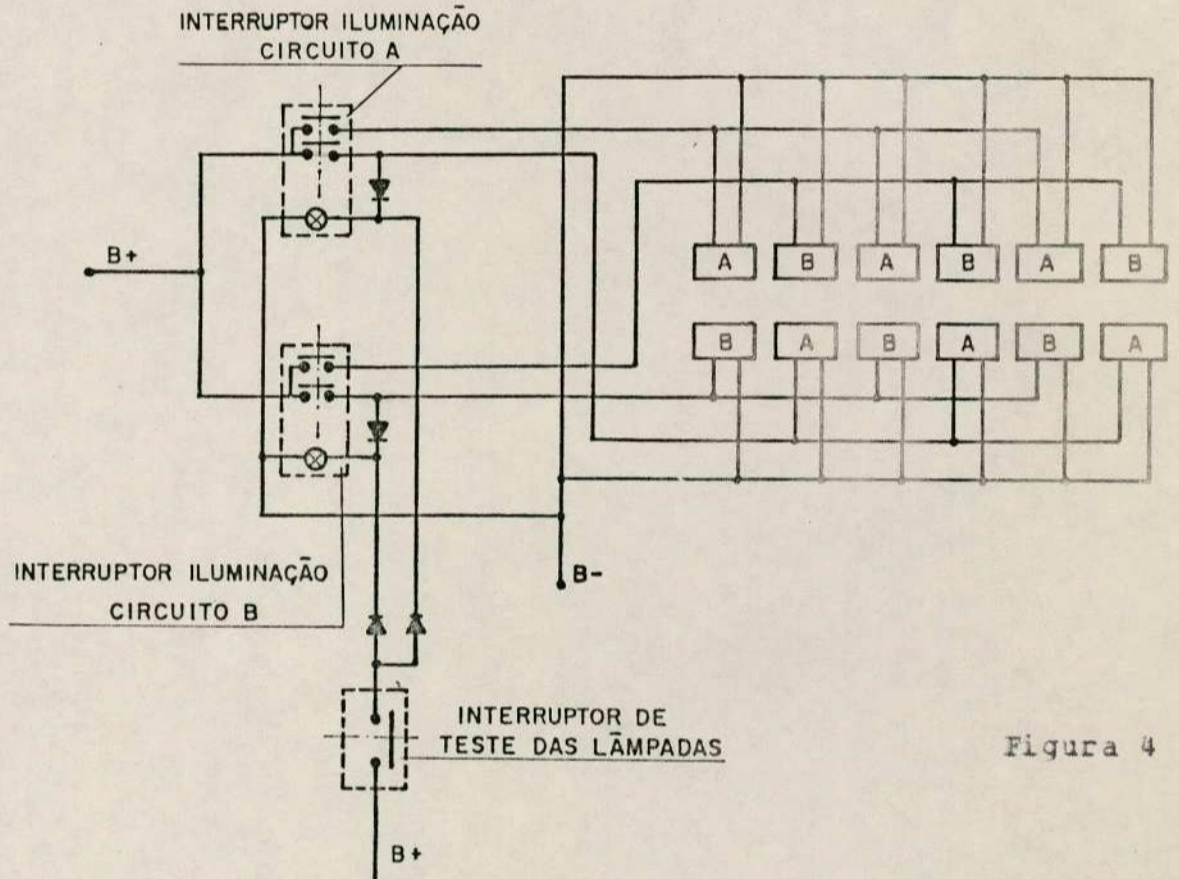 INTERRUPTOR ILUMINAÇÃO
CIRCUITO A
B+
A B A B A B
B A B A B A
INTERRUPTOR ILUMINAÇÃO
CIRCUITO B
B-
INTERRUPTOR DE
TESTE DAS LÂMPADAS
Figura 4
B+